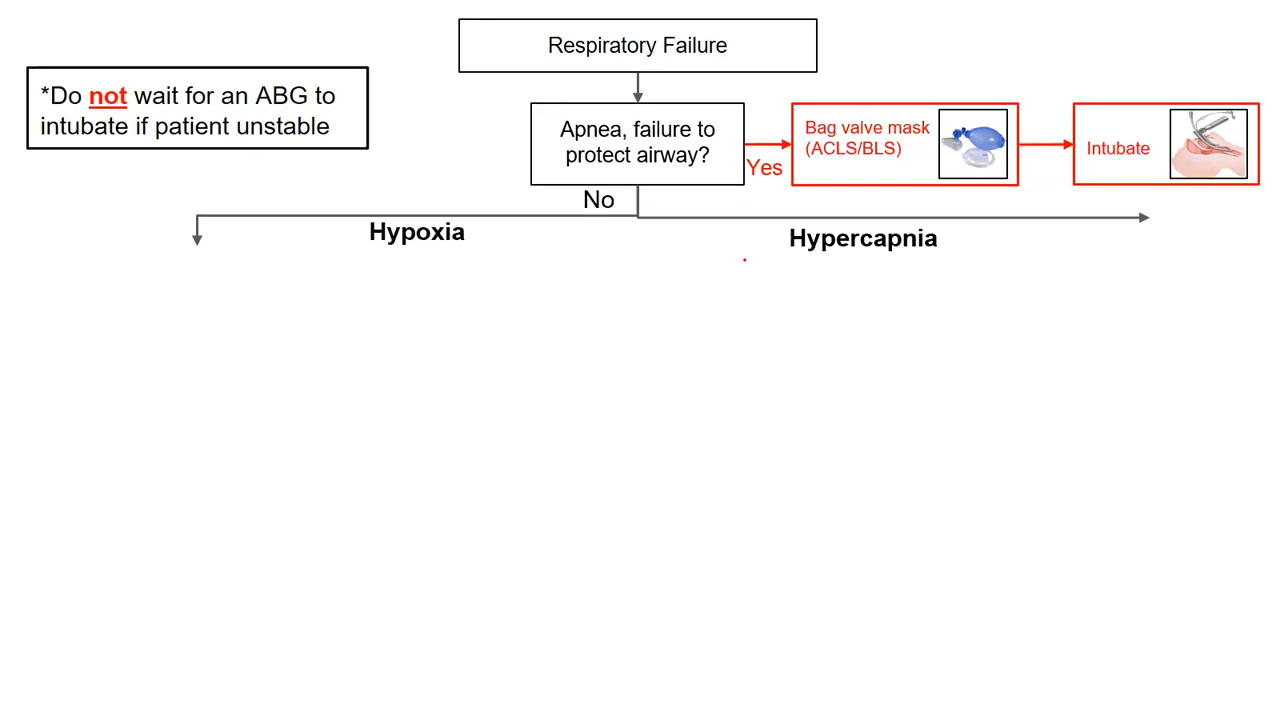 Respiratory Failure
*Do not wait for an ABG to
intubate if patient unstable
Apnea, failure to
protect airway?
Yes
Bag valve mask
(ACLS/BLS)
Intubate
No
Hypoxia
Hypercapnia